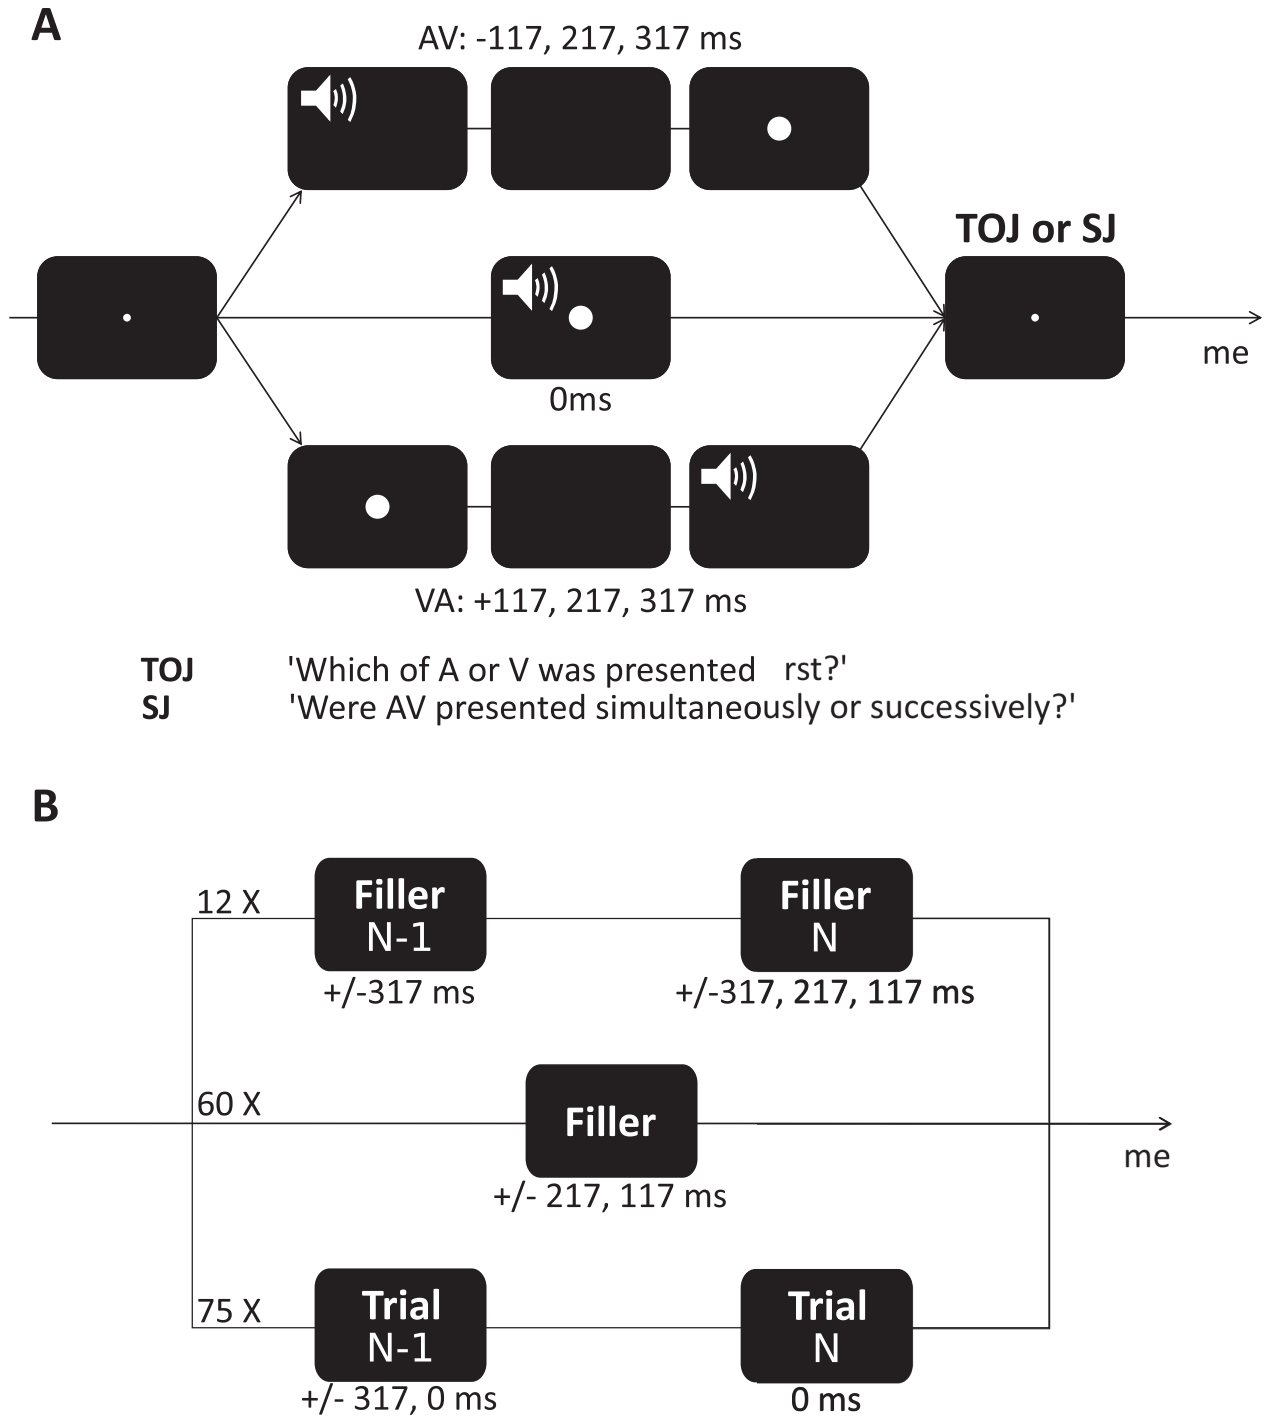 A
AV: -117, 217, 317 ms
TOJ or SJ
me
0ms
VA: +117, 217, 317 ms
TOJ 'Which of A or V was presented rst?'
SJ 'Were AV presented simultaneously or successively?'
B
12 X
Filler
N-1
Filler
N
+/-317 ms
+/-317, 217, 117 ms
60 X
Filler
me
+/- 217, 117 ms
75 X
Trial
N-1
Trial
N
+/- 317, 0 ms
0 ms